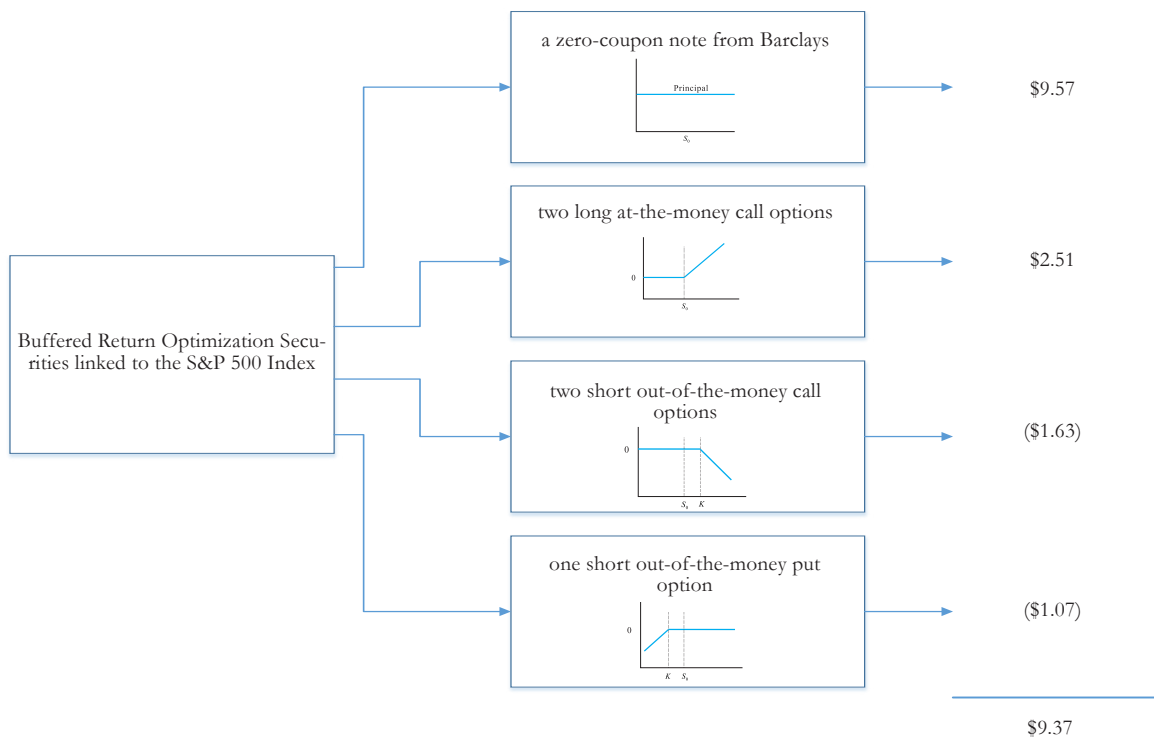 a zero-coupon note from Barclays
Principal
S₀
$9.57
two long at-the-money call options
0
S₀
$2.51
Buffered Return Optimization Secu-
rities linked to the S&P 500 Index
two short out-of-the-money call
options
0
S₀ K
($1.63)
one short out-of-the-money put
option
0
K S₀
($1.07)
$9.37